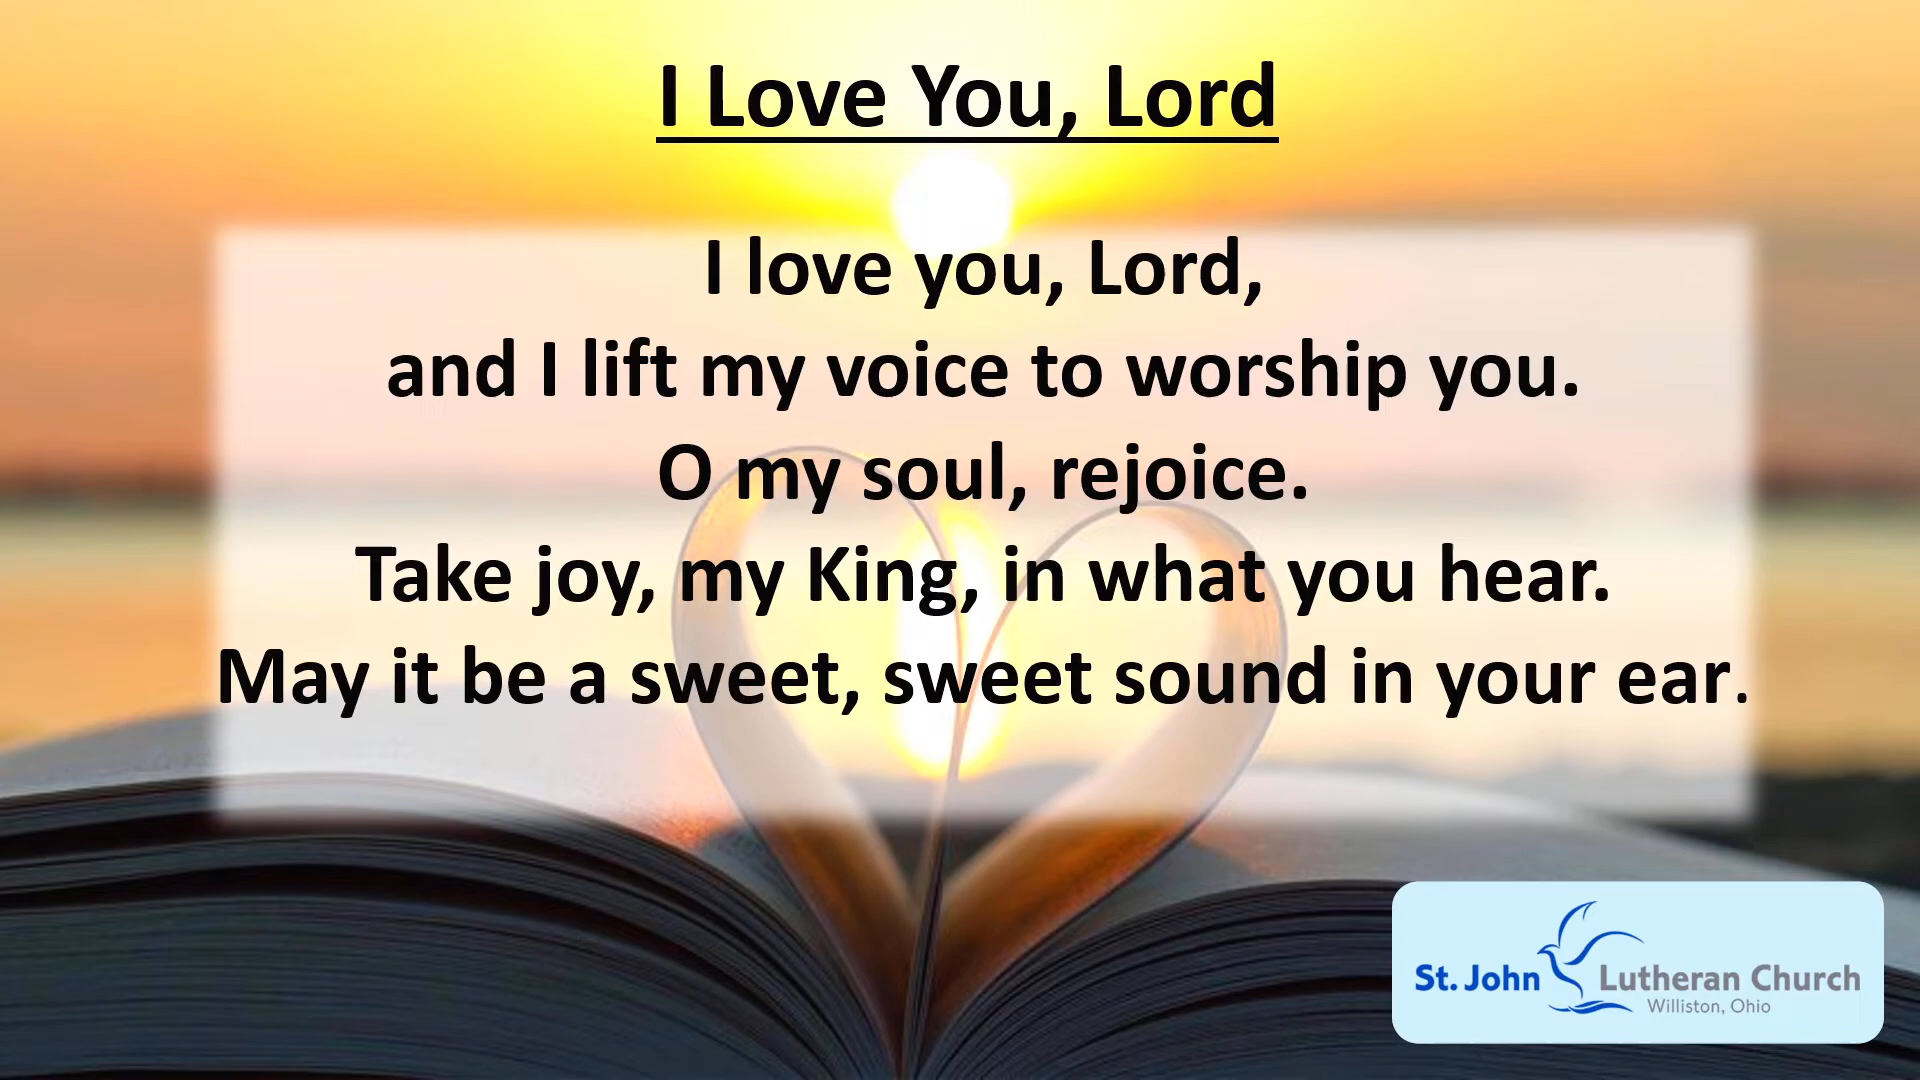 I Love You, Lord
I love you, Lord,
and I lift my voice to worship you.
O my soul, rejoice.
Take joy, my King, in what you hear.
May it be a sweet, sweet sound in your ear.
St. John Lutheran Church
Williston, Ohio